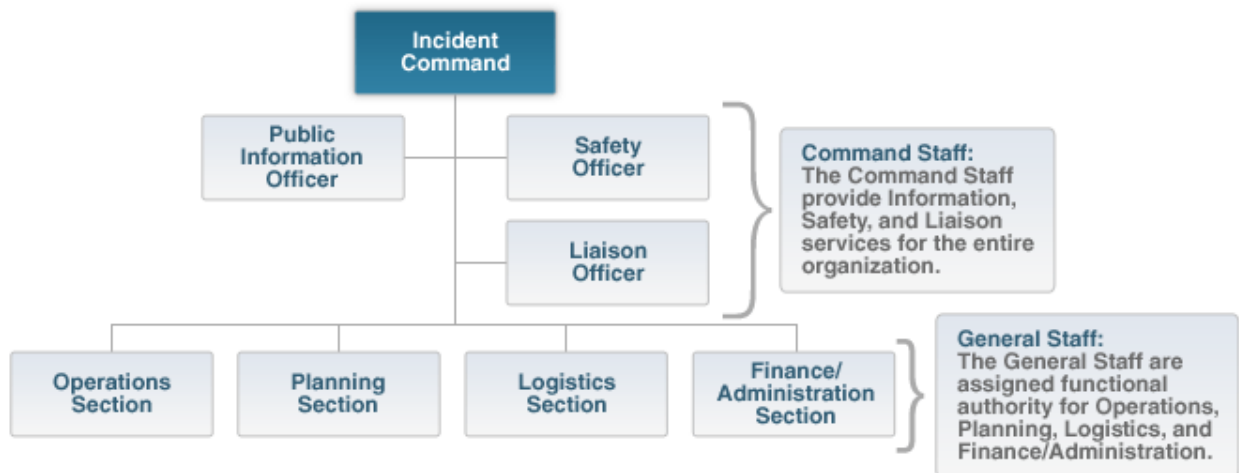 Incident
Command
Public
Information
Officer
Safety
Officer
Liaison
Officer
Command Staff:
The Command Staff
provide Information,
Safety, and Liaison
services for the entire
organization.
Operations
Section
Planning
Section
Logistics
Section
Finance/
Administration
Section
General Staff:
The General Staff are
assigned functional
authority for Operations,
Planning, Logistics, and
Finance/Administration.